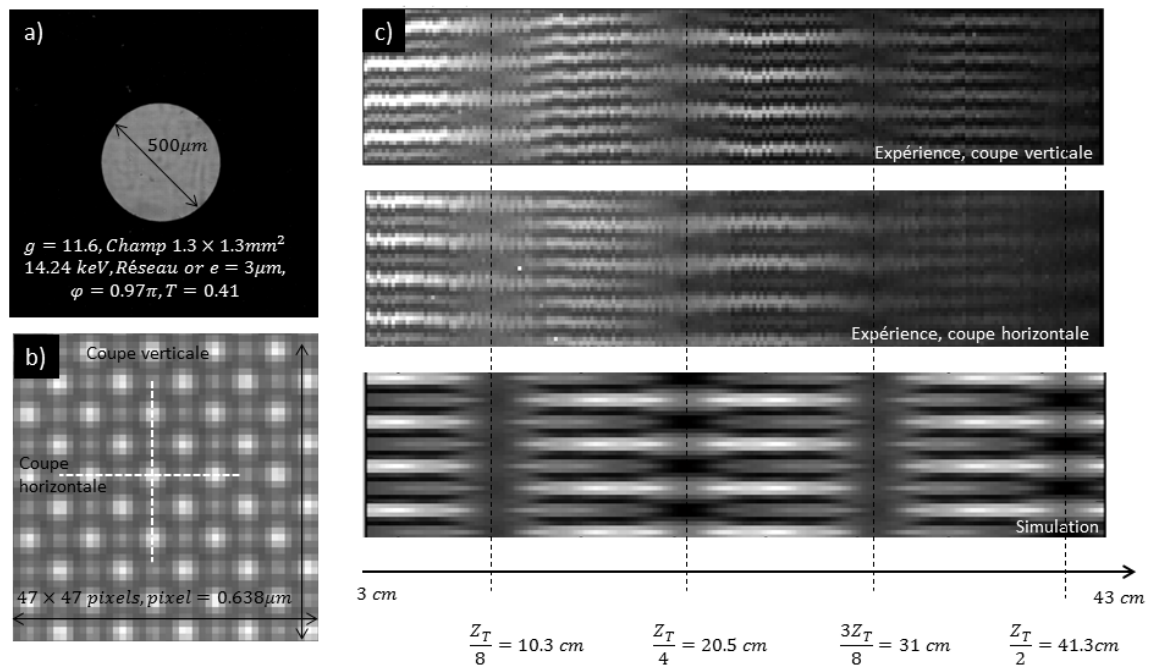 a)
500μm
g = 11.6, Champ 1.3 × 1.3mm²
14.24 keV, Réseau or e = 3μm,
φ = 0.97π, T = 0.41
b)
Coupe verticale
Coupe
horizontale
47 × 47 pixels, pixel = 0.638μm
c)
Expérience, coupe verticale
Expérience, coupe horizontale
Simulation
3 cm
43 cm
Z_T/8 = 10.3 cm
Z_T/4 = 20.5 cm
3Z_T/8 = 31 cm
Z_T/2 = 41.3cm